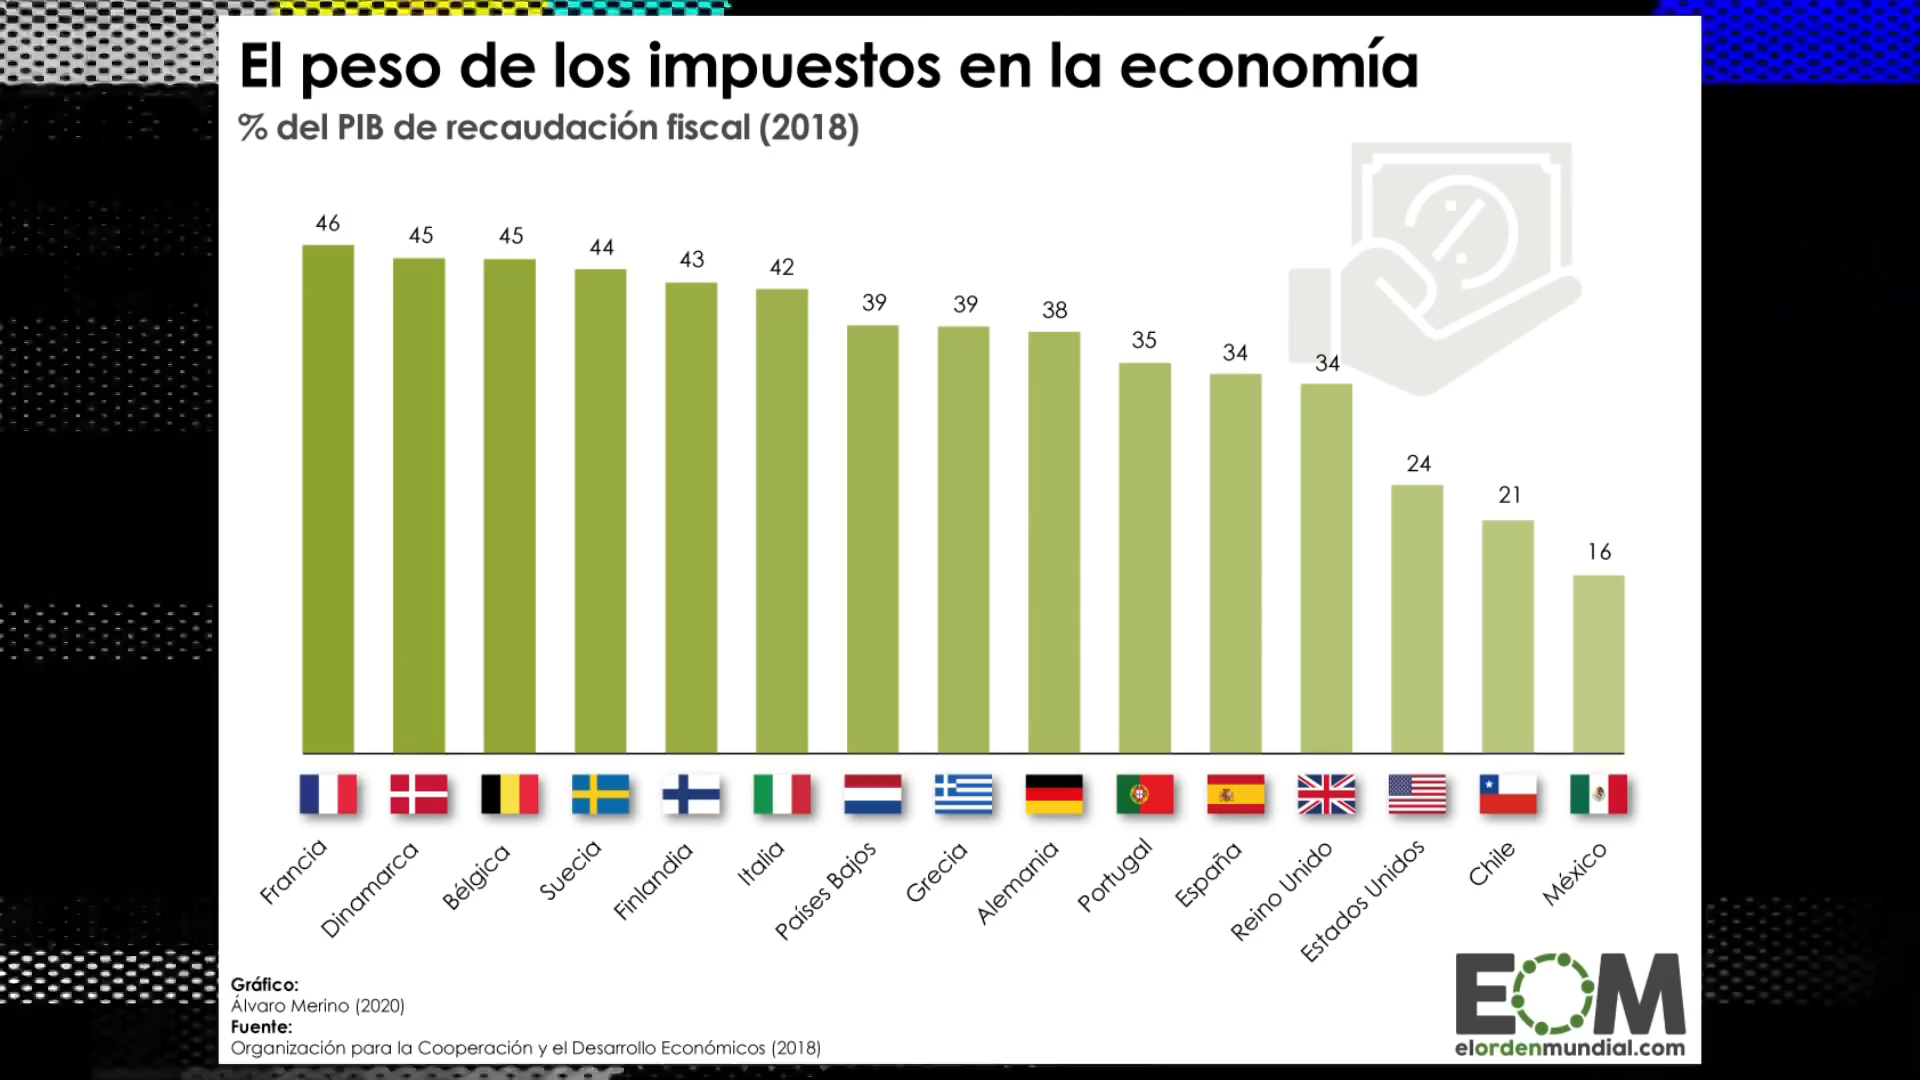 El peso de los impuestos en la economía
% del PIB de recaudación fiscal (2018)
46
45
45
44
43
42
39
39
38
35
34
34
24
21
16
Francia
Dinamarca
Bélgica
Suecia
Finlandia
Italia
Países Bajos
Grecia
Alemania
Portugal
España
Reino Unido
Estados Unidos
Chile
México
Gráfico:
Álvaro Merino (2020)
Fuente:
Organización para la Cooperación y el Desarrollo Económicos (2018)
EOM
elordenmundial.com